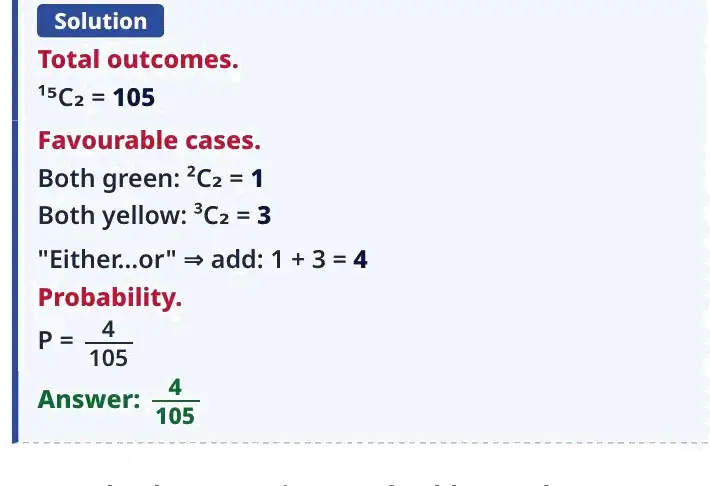 Solution
Total outcomes.
¹⁵C₂ = 105
Favourable cases.
Both green: ²C₂ = 1
Both yellow: ³C₂ = 3
"Either...or" ⇒ add: 1 + 3 = 4
Probability.
P = 4/105
Answer: 4/105